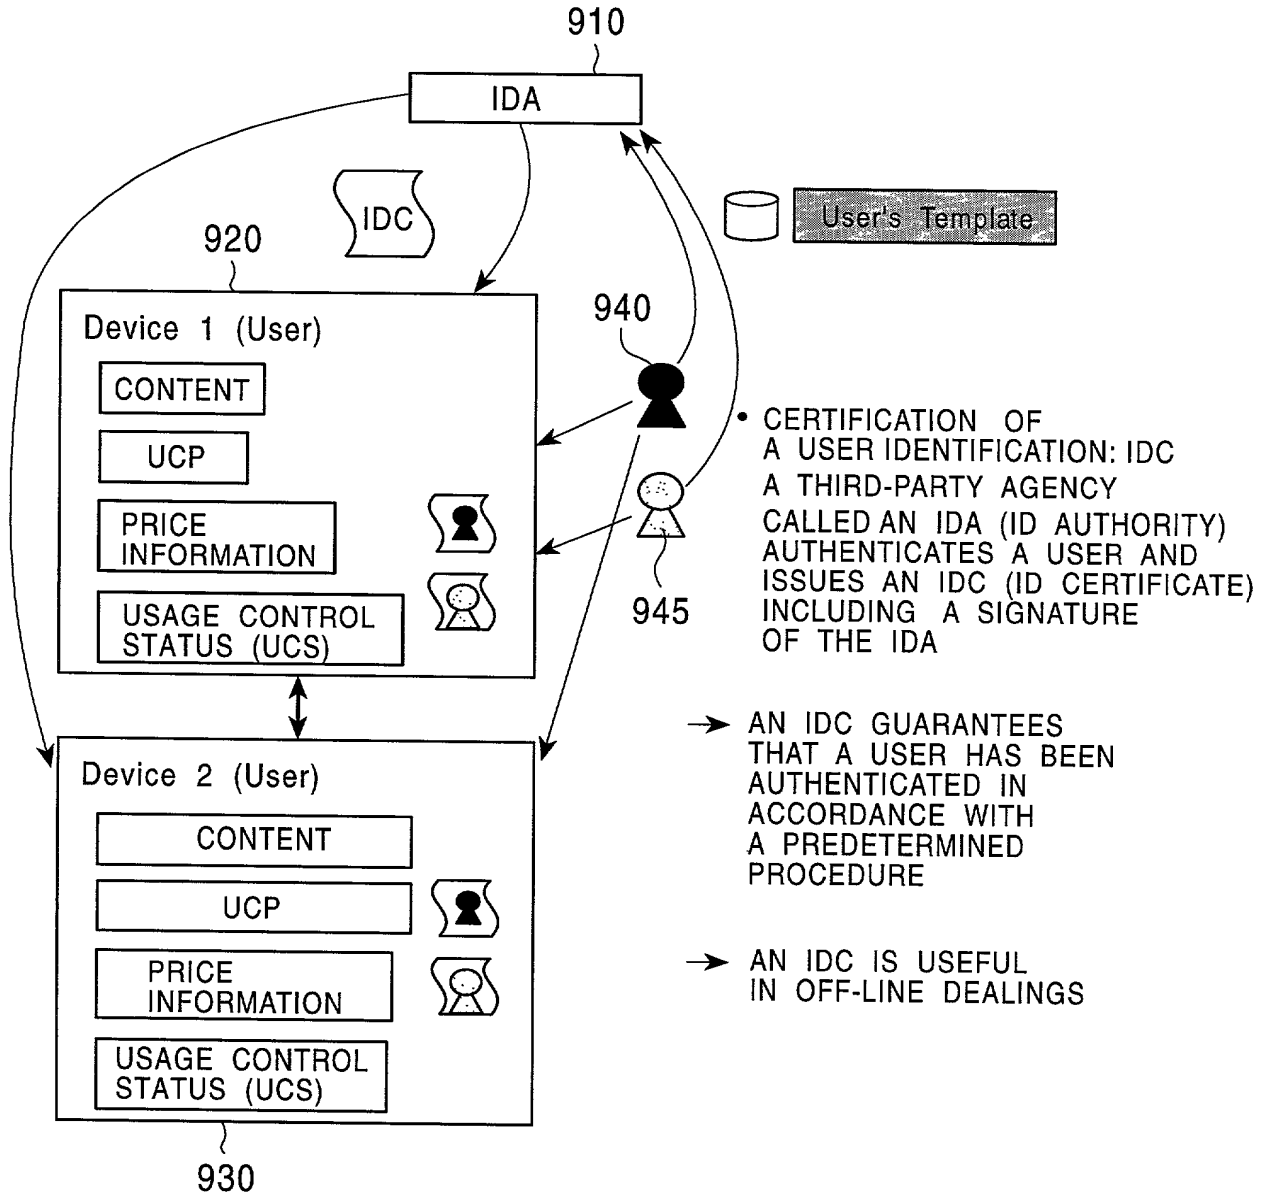 910
IDA
IDC
User's Template
920
Device 1 (User)
CONTENT
UCP
PRICE
INFORMATION
USAGE CONTROL
STATUS (UCS)
940
945
• CERTIFICATION OF
A USER IDENTIFICATION: IDC
A THIRD-PARTY AGENCY
CALLED AN IDA (ID AUTHORITY)
AUTHENTICATES A USER AND
ISSUES AN IDC (ID CERTIFICATE)
INCLUDING A SIGNATURE
OF THE IDA
→ AN IDC GUARANTEES
THAT A USER HAS BEEN
AUTHENTICATED IN
ACCORDANCE WITH
A PREDETERMINED
PROCEDURE
→ AN IDC IS USEFUL
IN OFF-LINE DEALINGS
Device 2 (User)
CONTENT
UCP
PRICE
INFORMATION
USAGE CONTROL
STATUS (UCS)
930